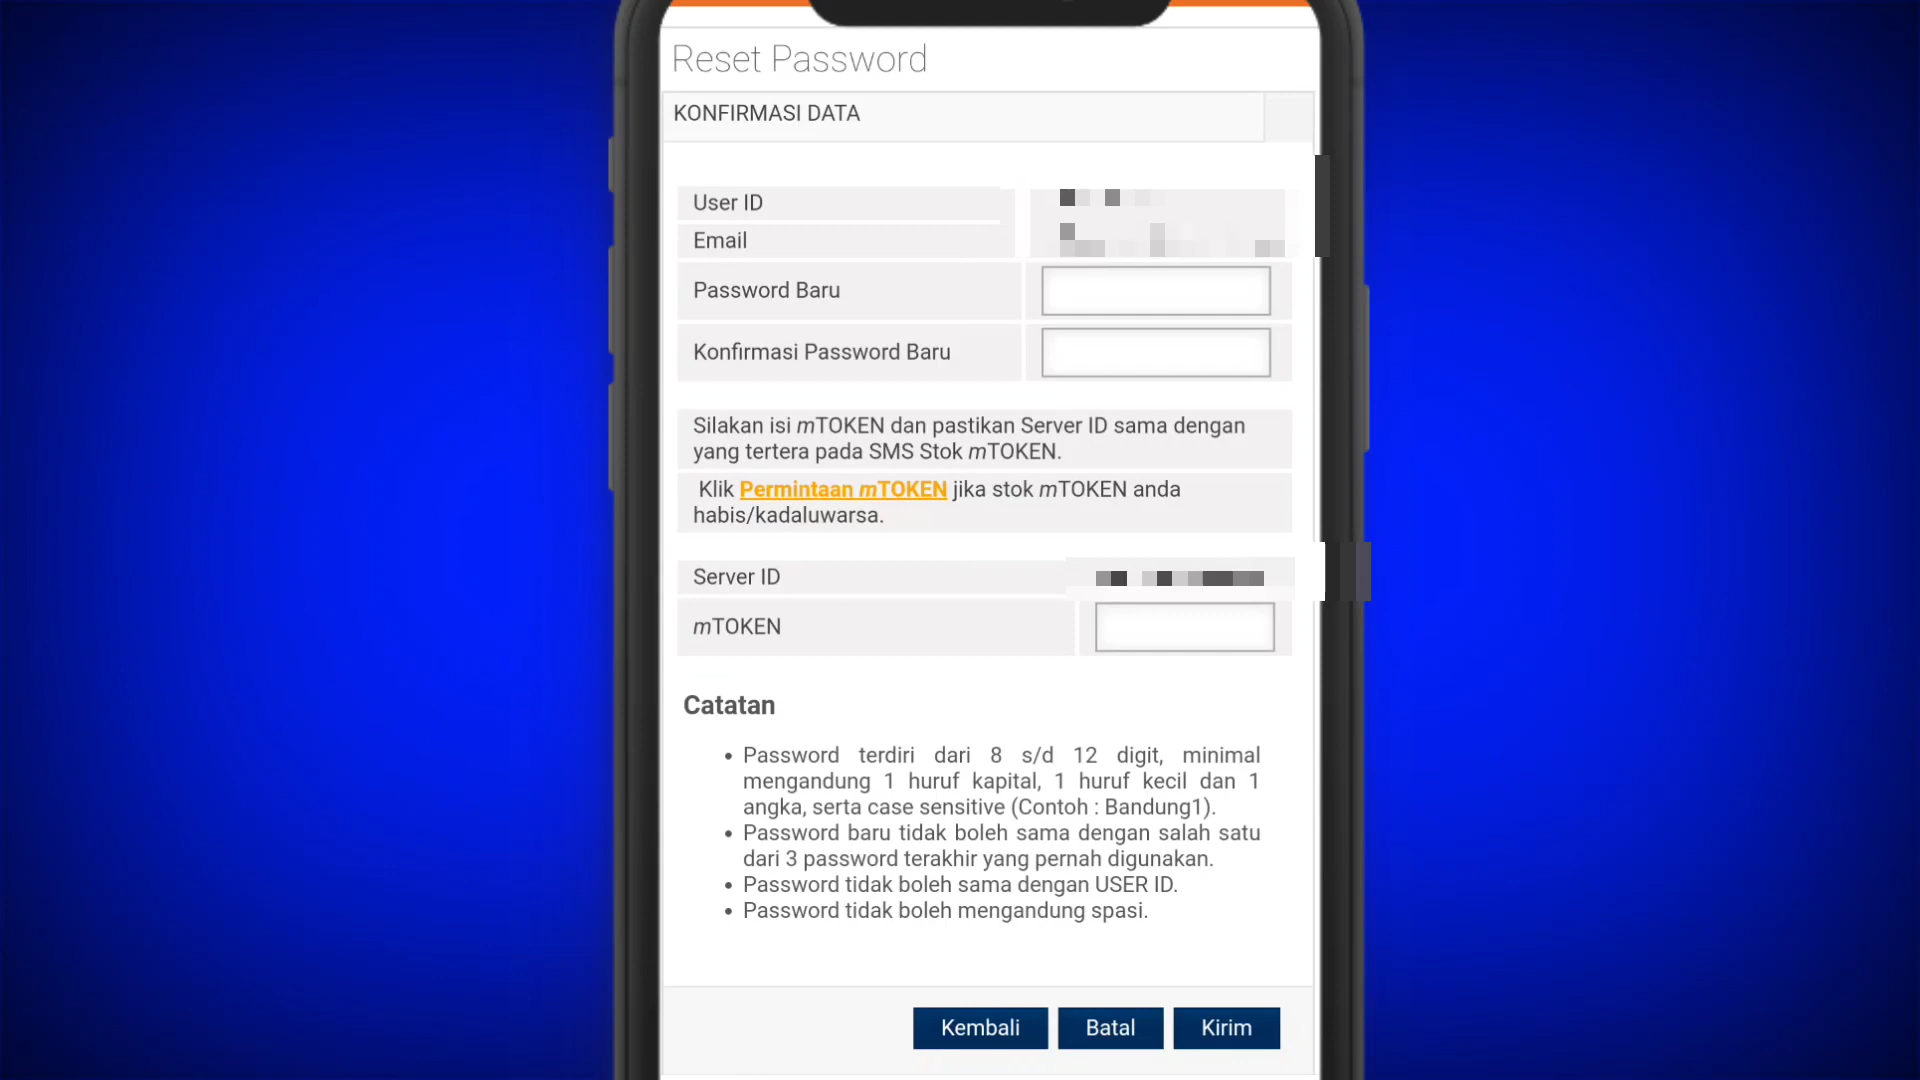 Reset Password
KONFIRMASI DATA
User ID
Email
Password Baru
Konfirmasi Password Baru
Silakan isi mTOKEN dan pastikan Server ID sama dengan
yang tertera pada SMS Stok mTOKEN.
Klik Permintaan mTOKEN jika stok mTOKEN anda
habis/kadaluwarsa.
Server ID
mTOKEN
Catatan
• Password terdiri dari 8 s/d 12 digit, minimal
mengandung 1 huruf kapital, 1 huruf kecil dan 1
angka, serta case sensitive (Contoh : Bandung1).
• Password baru tidak boleh sama dengan salah satu
dari 3 password terakhir yang pernah digunakan.
• Password tidak boleh sama dengan USER ID.
• Password tidak boleh mengandung spasi.
Kembali Batal Kirim